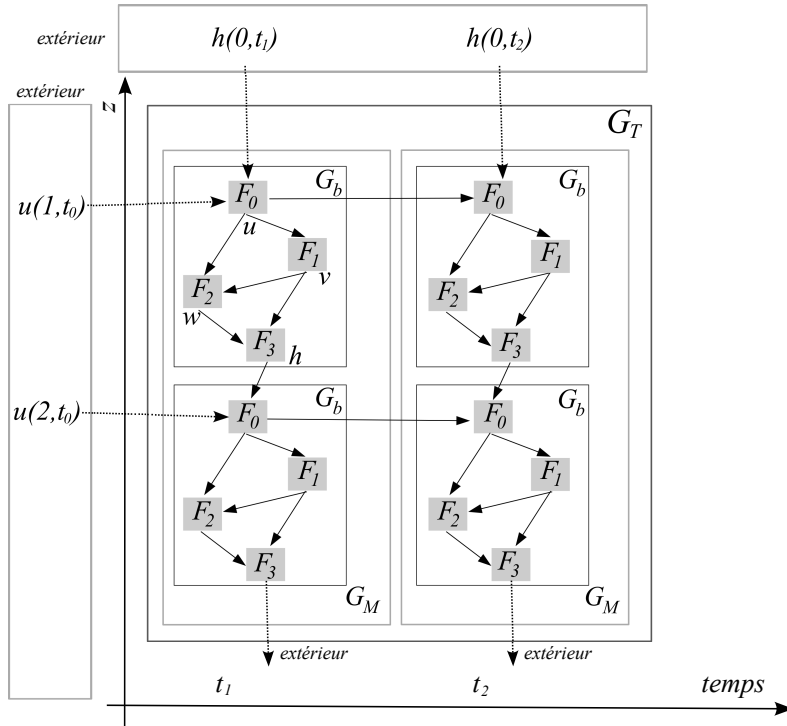 extérieur
h(0,t1) h(0,t2)
extérieur
z
GT
Gb Gb
u(1,t0) F0 F0
u
F1 F1
v
F2 F2
w
F3 F3
h
Gb Gb
u(2,t0) F0 F0
F1 F1
F2 F2
F3 F3
GM GM
extérieur extérieur
t1 t2 temps